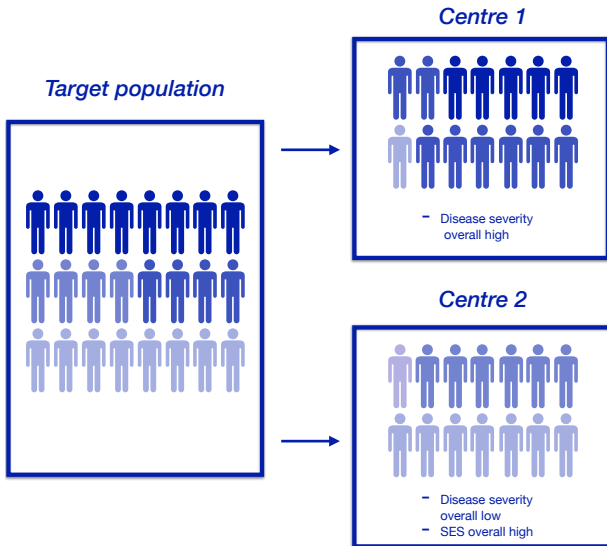 Target population
Centre 1
- Disease severity
overall high
Centre 2
- Disease severity
overall low
- SES overall high